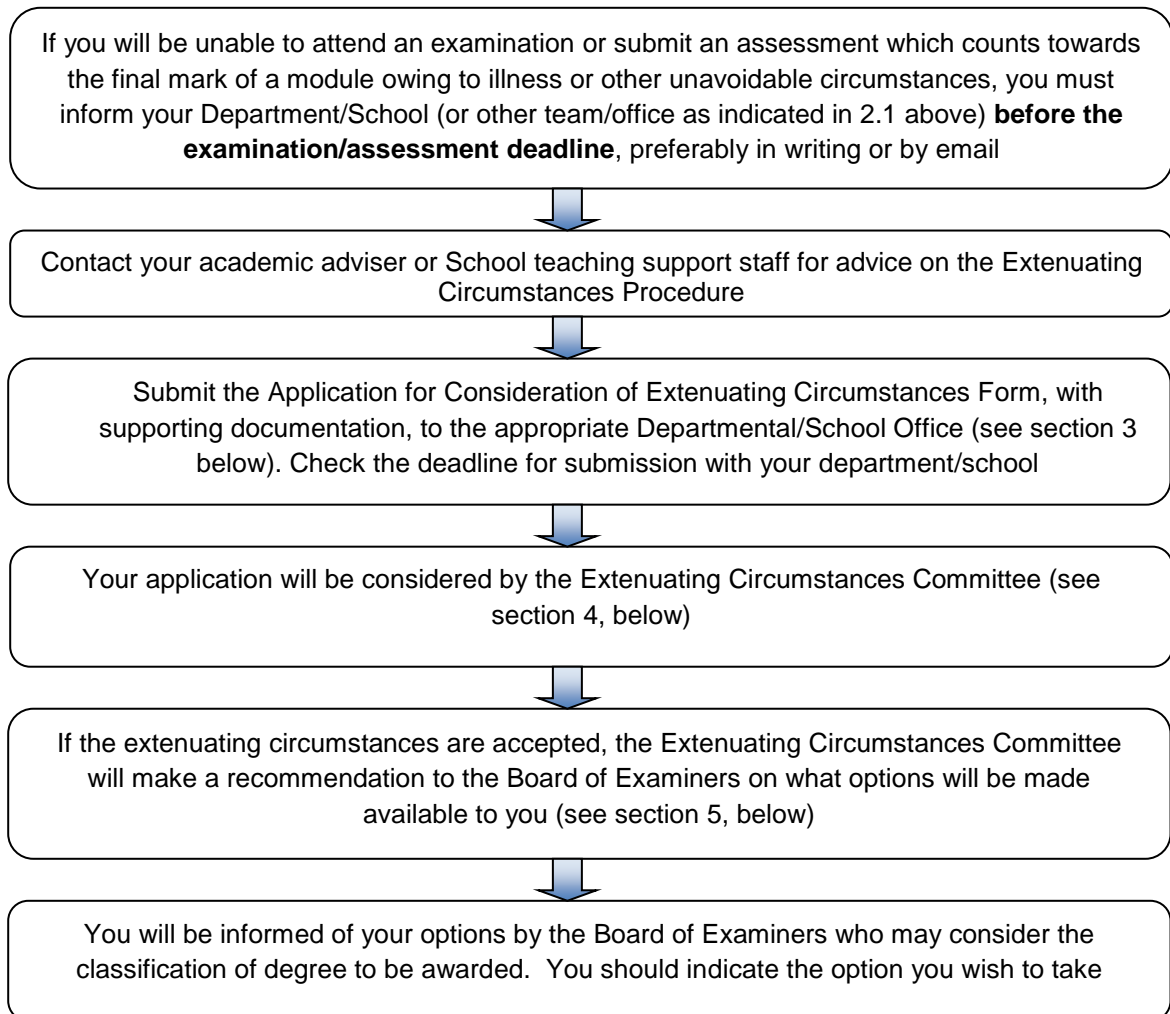 If you will be unable to attend an examination or submit an assessment which counts towards
the final mark of a module owing to illness or other unavoidable circumstances, you must
inform your Department/School (or other team/office as indicated in 2.1 above) before the
examination/assessment deadline, preferably in writing or by email
Contact your academic adviser or School teaching support staff for advice on the Extenuating
Circumstances Procedure
Submit the Application for Consideration of Extenuating Circumstances Form, with
supporting documentation, to the appropriate Departmental/School Office (see section 3
below). Check the deadline for submission with your department/school
Your application will be considered by the Extenuating Circumstances Committee (see
section 4, below)
If the extenuating circumstances are accepted, the Extenuating Circumstances Committee
will make a recommendation to the Board of Examiners on what options will be made
available to you (see section 5, below)
You will be informed of your options by the Board of Examiners who may consider the
classification of degree to be awarded.  You should indicate the option you wish to take